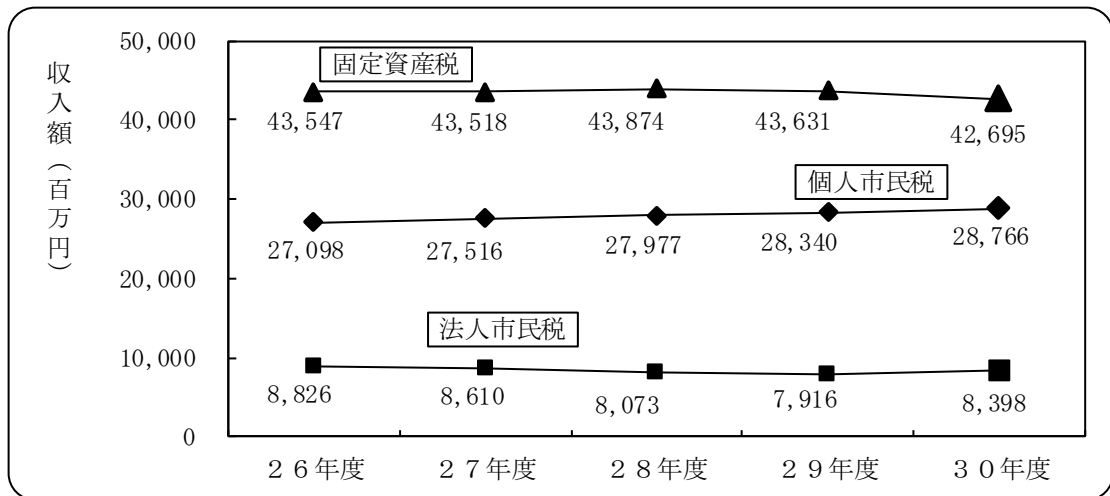 収入額（百万円）
50,000
40,000
30,000
20,000
10,000
0
固定資産税
43,547 43,518 43,874 43,631 42,695
個人市民税
27,098 27,516 27,977 28,340 28,766
法人市民税
8,826 8,610 8,073 7,916 8,398
２６年度 ２７年度 ２８年度 ２９年度 ３０年度